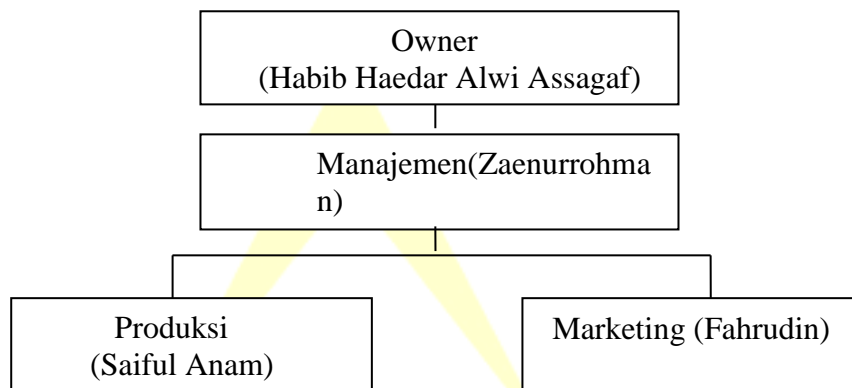 Owner
(Habib Haedar Alwi Assagaf)
Manajemen(Zaenurrohma
n)
Produksi
(Saiful Anam)
Marketing (Fahrudin)